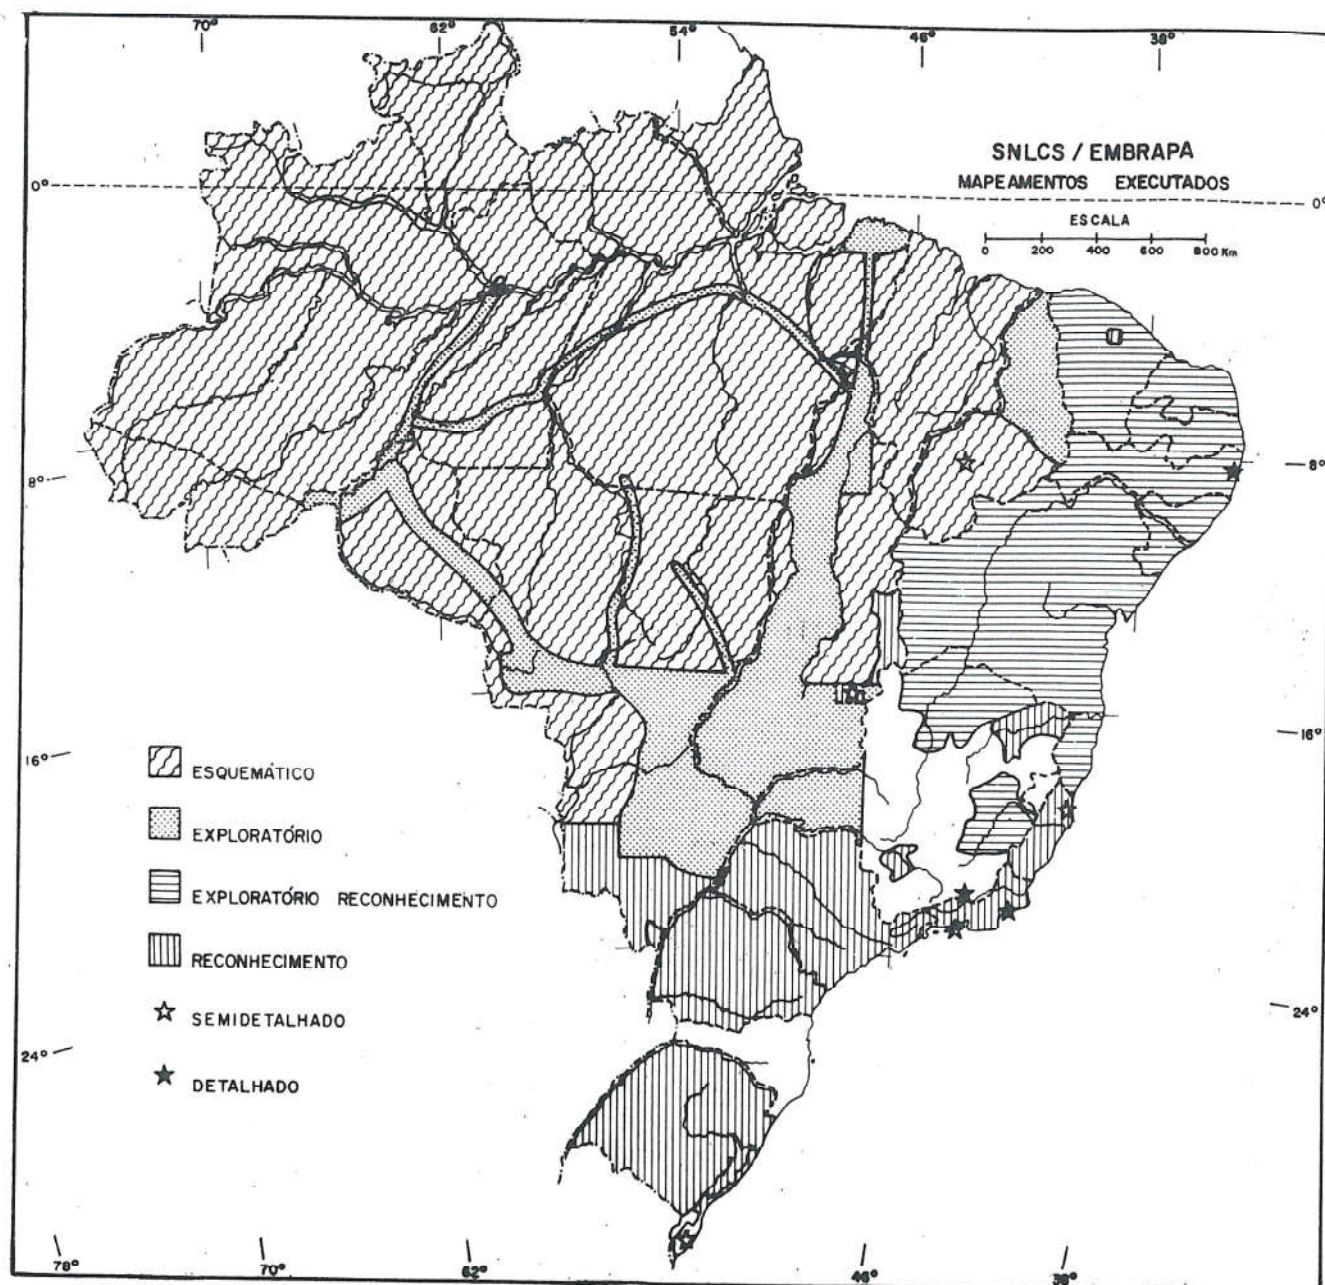 70° 62° 54° 46° 38°
SNLCS / EMBRAPA
MAPEAMENTOS EXECUTADOS
0° 0°
ESCALA
0 200 400 600 800 Km
8° 8°
16° 16°
ESQUEMÁTICO
EXPLORATÓRIO
EXPLORATÓRIO RECONHECIMENTO
RECONHECIMENTO
SEMIDETALHADO
24° 24°
DETALHADO
78° 70° 62° 46° 38°